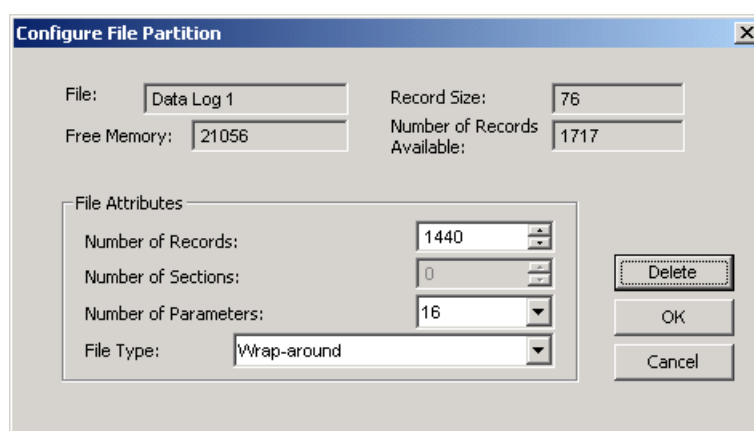 Configure File Partition
File: Data Log 1
Record Size: 76
Free Memory: 21056
Number of Records Available: 1717
File Attributes
Number of Records: 1440
Number of Sections: 0
Number of Parameters: 16
File Type: Wrap-around
Delete
OK
Cancel